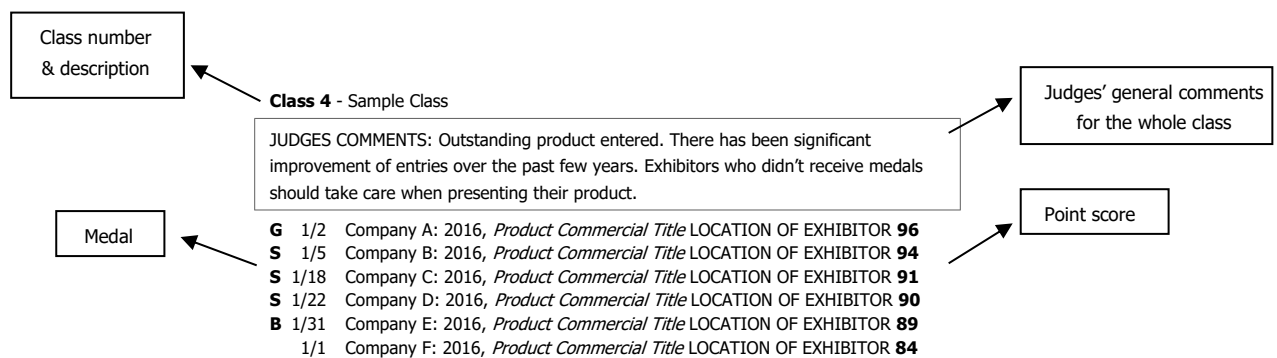 Class number
& description
Class 4 - Sample Class
Judges’ general comments
for the whole class
JUDGES COMMENTS: Outstanding product entered. There has been significant
improvement of entries over the past few years. Exhibitors who didn’t receive medals
should take care when presenting their product.
Medal
Point score
G 1/2 Company A: 2016, Product Commercial Title LOCATION OF EXHIBITOR 96
S 1/5 Company B: 2016, Product Commercial Title LOCATION OF EXHIBITOR 94
S 1/18 Company C: 2016, Product Commercial Title LOCATION OF EXHIBITOR 91
S 1/22 Company D: 2016, Product Commercial Title LOCATION OF EXHIBITOR 90
B 1/31 Company E: 2016, Product Commercial Title LOCATION OF EXHIBITOR 89
1/1 Company F: 2016, Product Commercial Title LOCATION OF EXHIBITOR 84